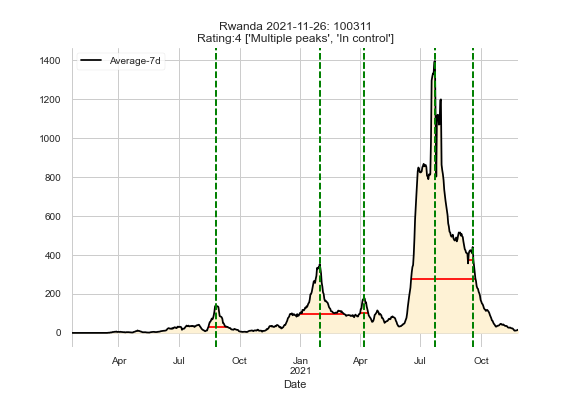 Rwanda 2021-11-26: 100311
Rating:4 ['Multiple peaks', 'In control']
Average-7d
1400
1200
1000
800
600
400
200
0
Apr Jul Oct Jan Apr Jul Oct
2021
Date